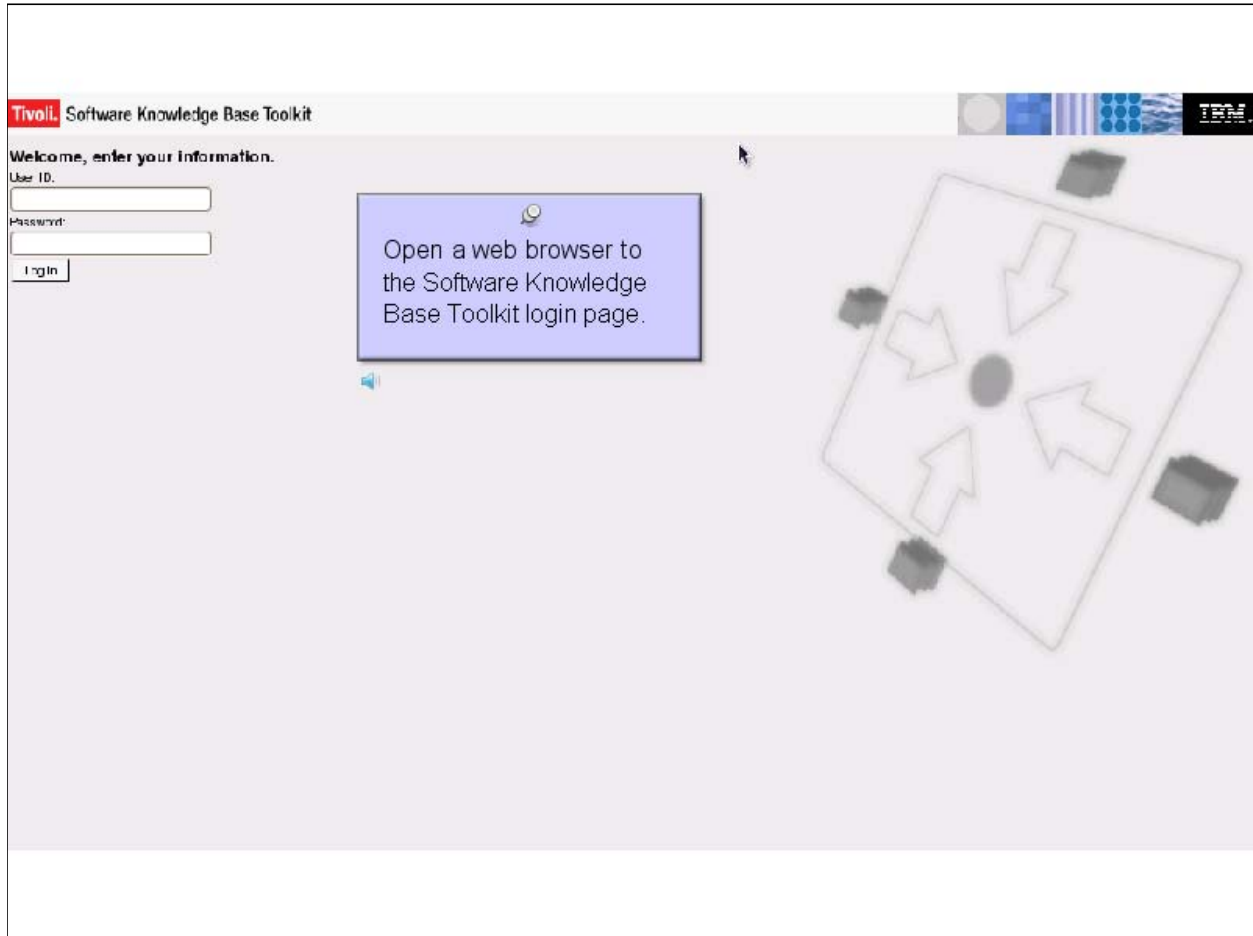 Tivoli. Software Knowledge Base Toolkit
IBM.
Welcome, enter your information.
User ID:
Password:
Log in
Open a web browser to
the Software Knowledge
Base Toolkit login page.